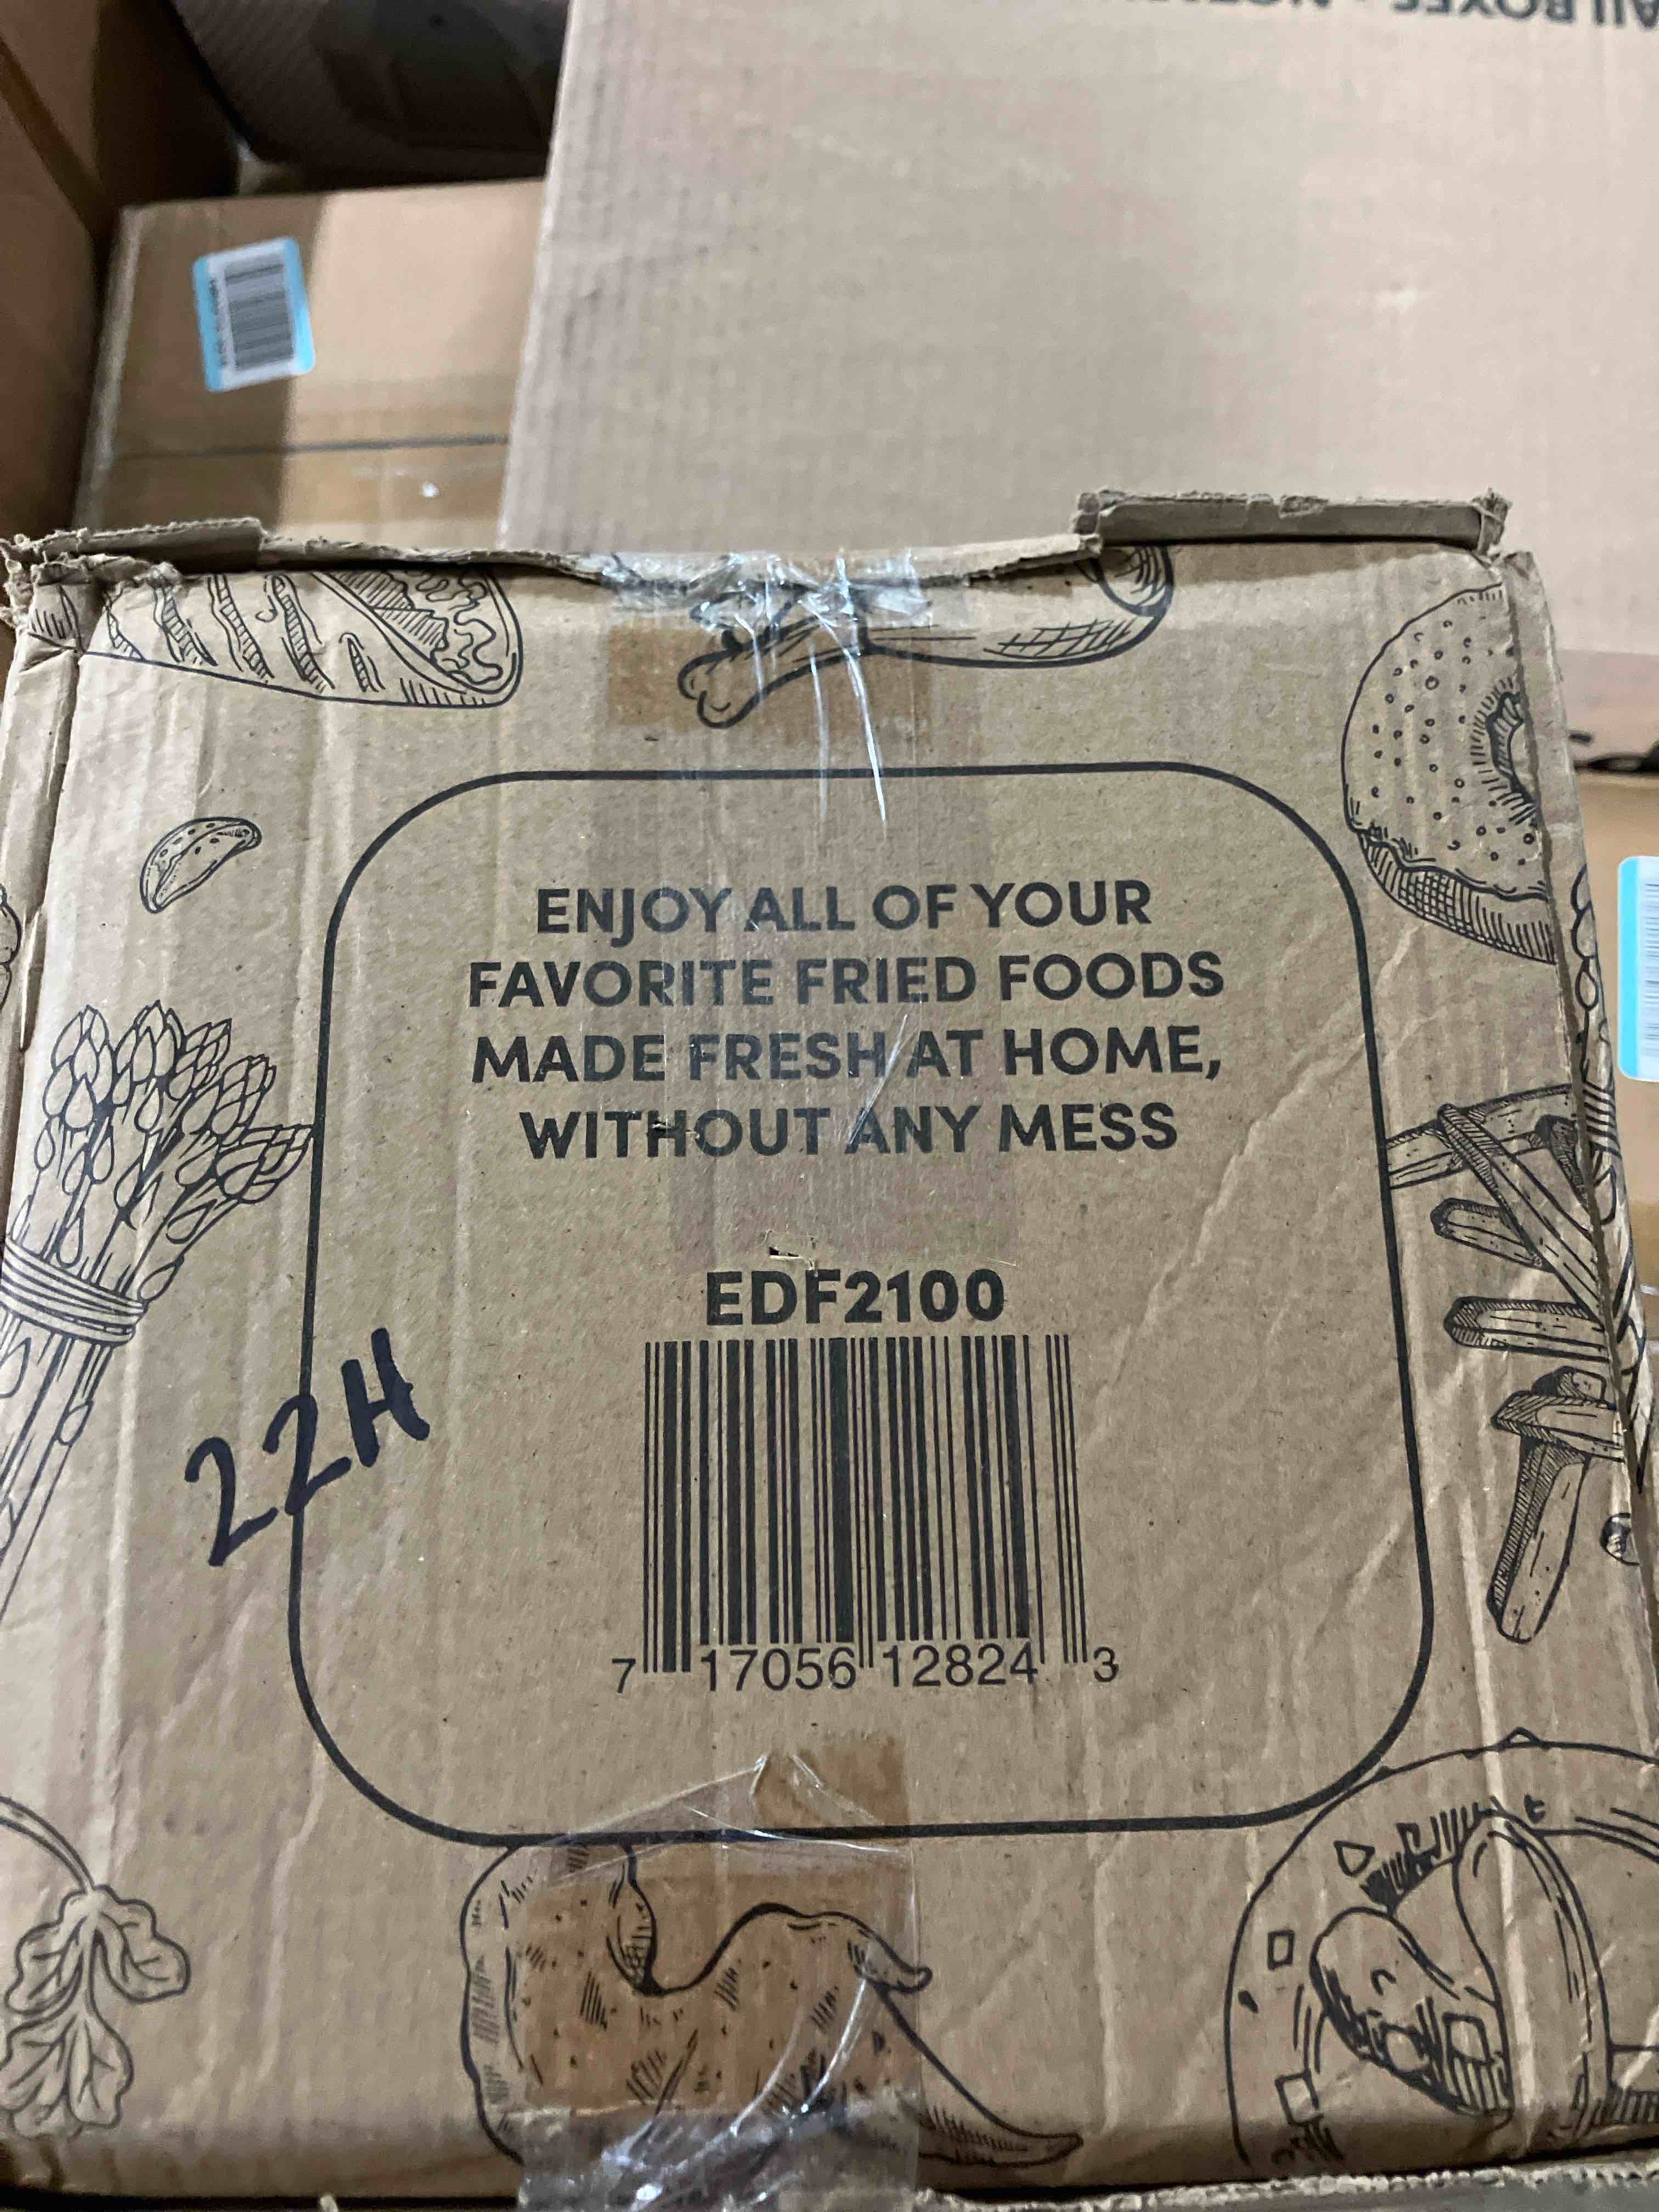 ENJOY ALL OF YOUR
FAVORITE FRIED FOODS
MADE FRESH AT HOME,
WITHOUT ANY MESS
EDF2100
22H
7 17056 12824 3